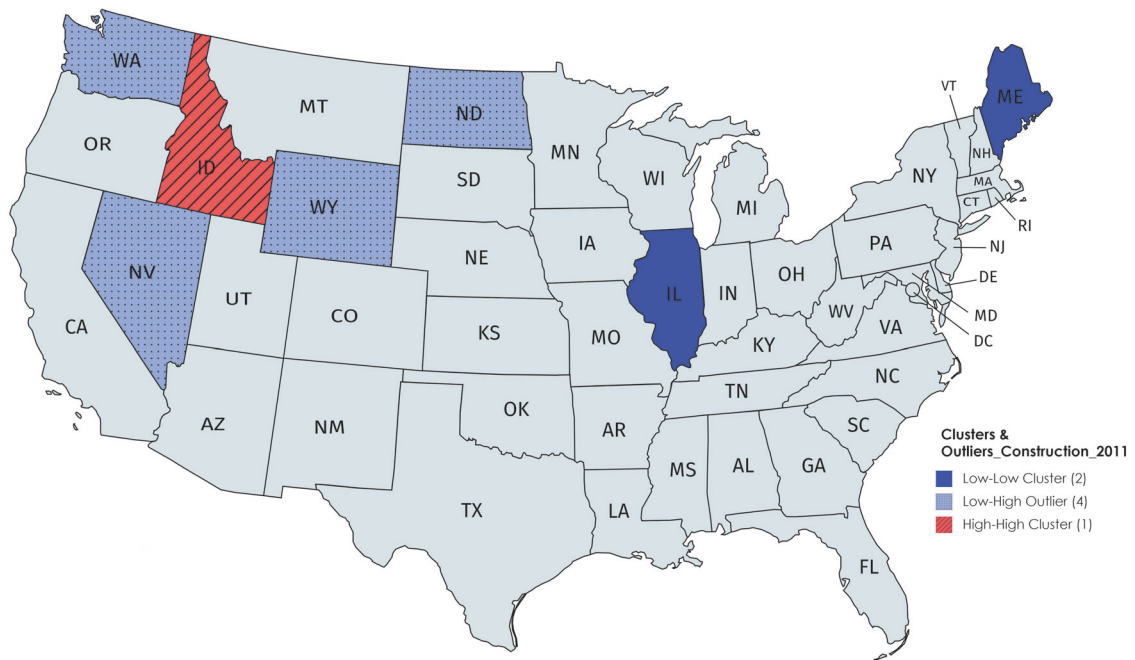 WA
MT
ND
MN
OR
ID
SD
WI
WY
MI
NY
VT
ME
NH
MA
CT
RI
NV
NE
IA
PA
NJ
CA
UT
CO
IL
IN
OH
DE
MD
DC
KS
MO
WV
VA
KY
AZ
NM
OK
TN
NC
AR
SC
TX
LA
MS
AL
GA
FL
Clusters &
Outliers_Construction_2011
Low-Low Cluster (2)
Low-High Outlier (4)
High-High Cluster (1)